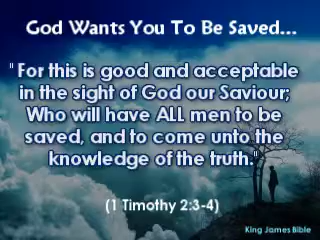 God Wants You To Be Saved...
" For this is good and acceptable
in the sight of God our Saviour;
Who will have ALL men to be
saved, and to come unto the
knowledge of the truth."
(1 Timothy 2:3-4)
King James Bible